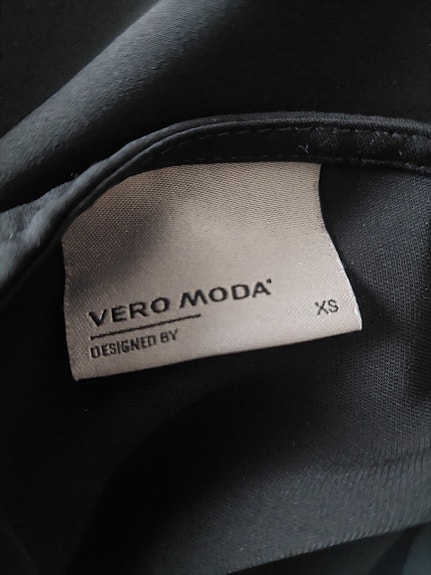 VERO MODA
DESIGNED BY
XS